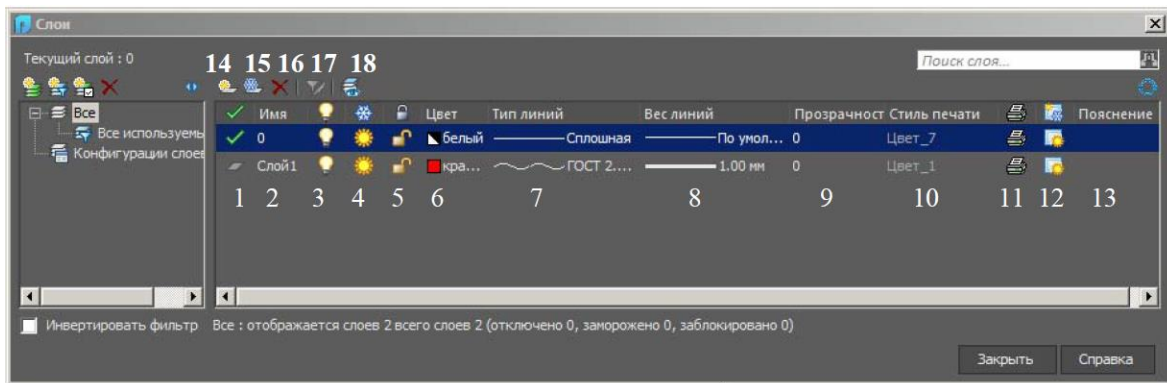 Слои
Текущий слой : 0
14 15 16 17 18
Поиск слоя...
Все
Все используемь
Конфигурации слоев
Имя Цвет Тип линий Вес линий Прозрачност Стиль печати Пояснение
0 белый Сплошная По умол... 0 Цвет_7
Слой1 кра... ГОСТ 2.... 1.00 мм 0 Цвет_1
1 2 3 4 5 6 7 8 9 10 11 12 13
Инвертировать фильтр Все : отображается слоев 2 всего слоев 2 (отключено 0, заморожено 0, заблокировано 0)
Закрыть Справка